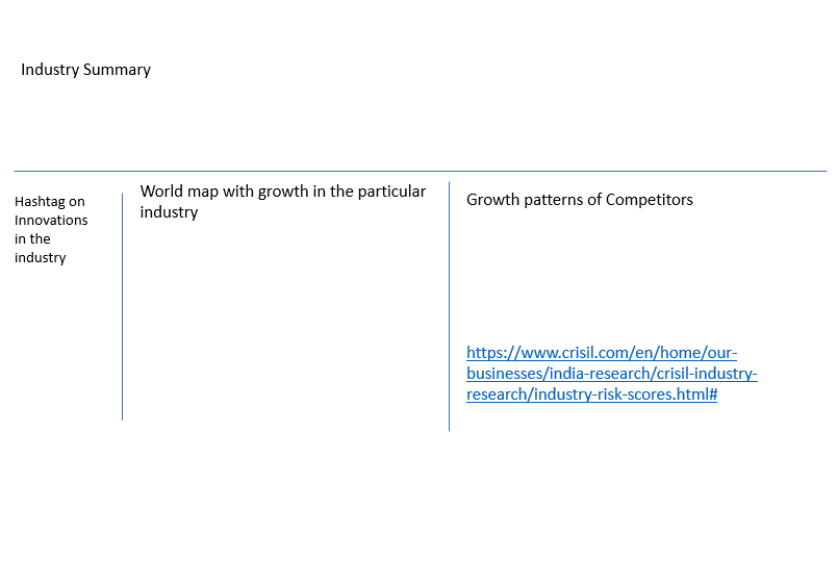 Industry Summary
Hashtag on
Innovations
in the
industry
World map with growth in the particular
industry
Growth patterns of Competitors
https://www.crisil.com/en/home/our-
businesses/india-research/crisil-industry-
research/industry-risk-scores.html#